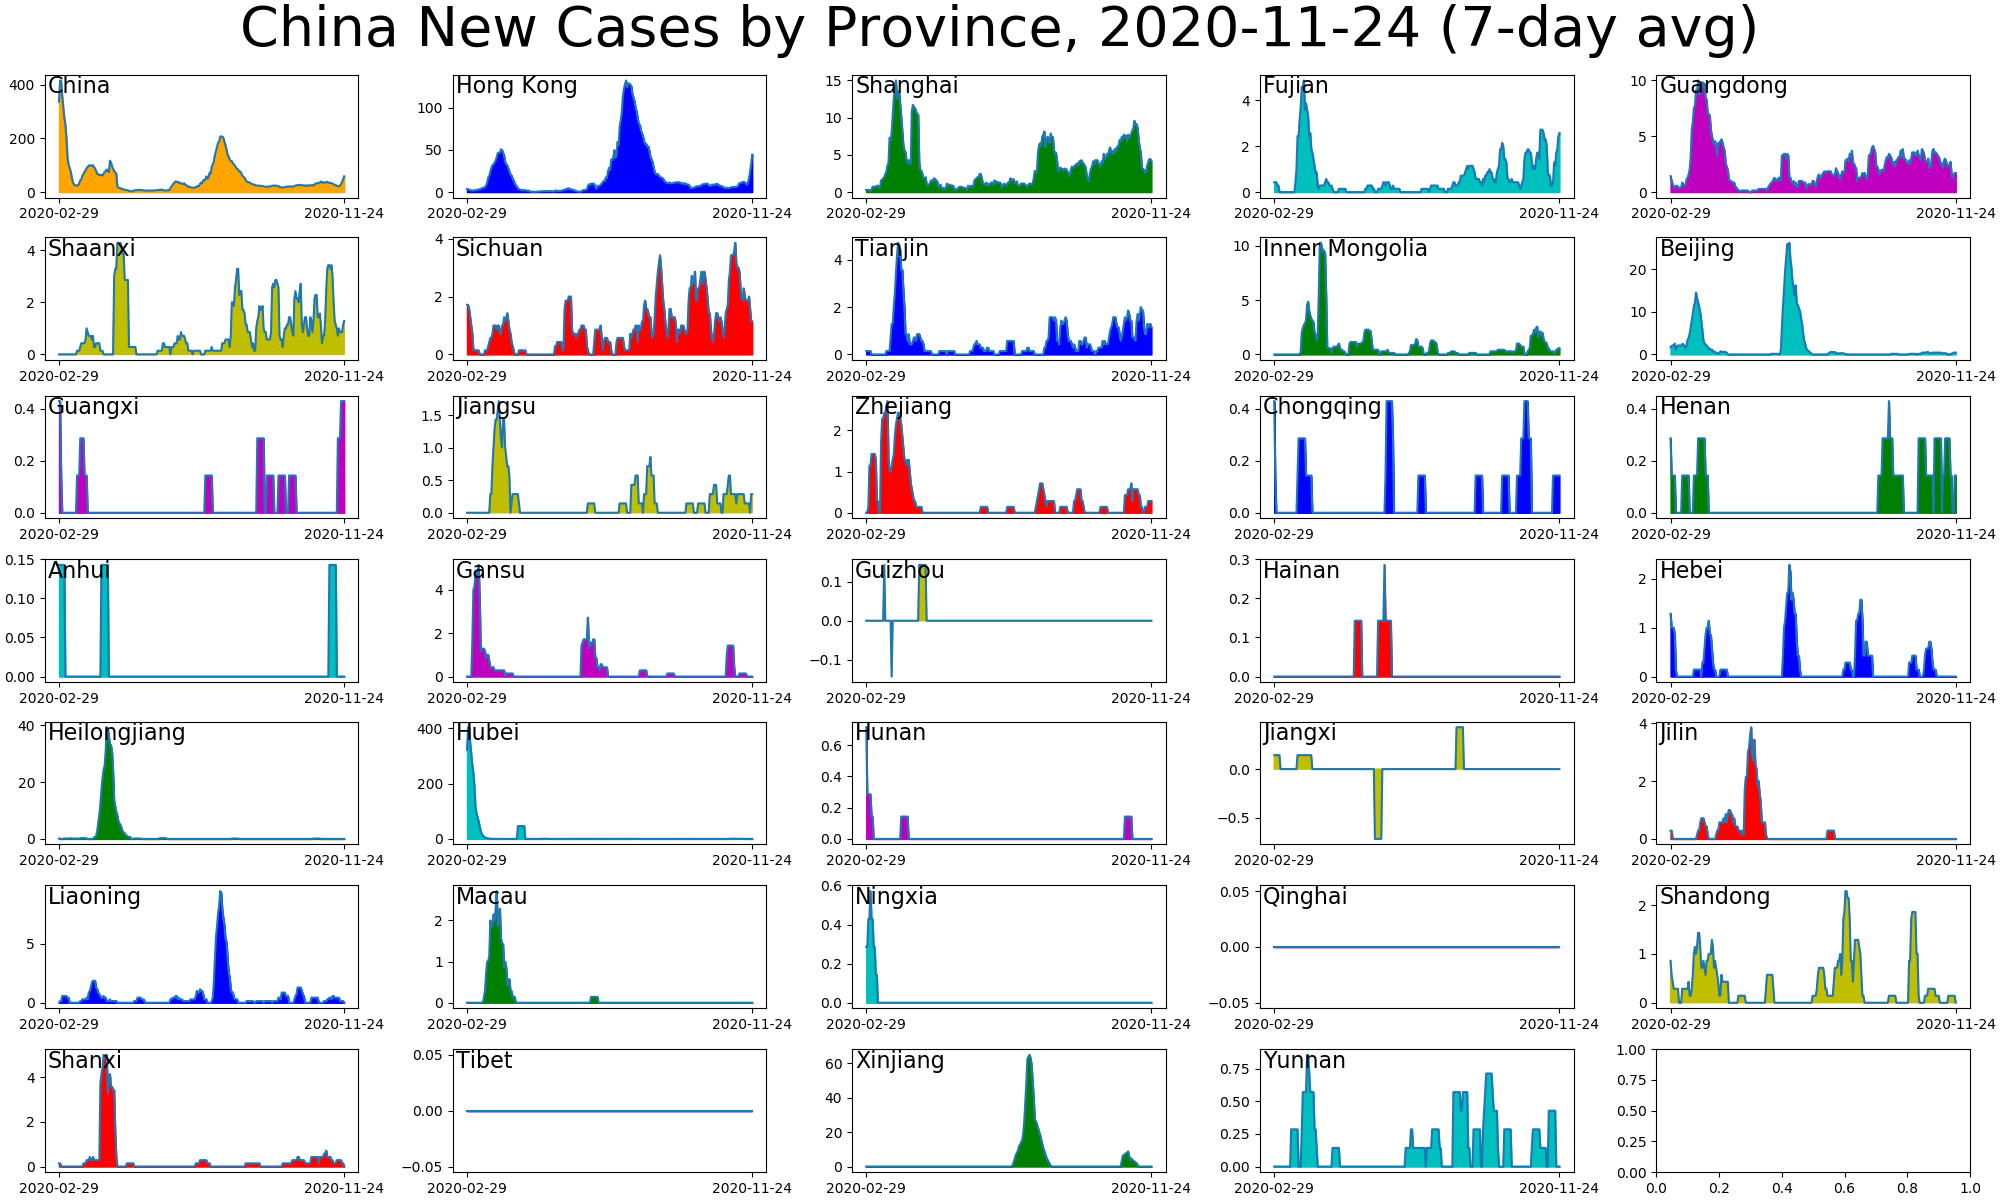 China New Cases by Province, 2020-11-24 (7-day avg)
China Hong Kong Shanghai Fujian Guangdong
400 200 0 100 50 0 15 10 5 0 4 2 0 10 5 0
2020-02-29 2020-11-24 2020-02-29 2020-11-24 2020-02-29 2020-11-24 2020-02-29 2020-11-24 2020-02-29 2020-11-24
Shaanxi Sichuan Tianjin Inner Mongolia Beijing
4 2 0 4 2 0 4 2 0 10 5 0 20 10 0
2020-02-29 2020-11-24 2020-02-29 2020-11-24 2020-02-29 2020-11-24 2020-02-29 2020-11-24 2020-02-29 2020-11-24
Guangxi Jiangsu Zhejiang Chongqing Henan
0.4 0.2 0.0 1.5 1.0 0.5 0.0 2 1 0 0.4 0.2 0.0 0.4 0.2 0.0
2020-02-29 2020-11-24 2020-02-29 2020-11-24 2020-02-29 2020-11-24 2020-02-29 2020-11-24 2020-02-29 2020-11-24
Anhui Gansu Guizhou Hainan Hebei
0.15 0.10 0.05 0.00 4 2 0 0.1 0.0 −0.1 0.3 0.2 0.1 0.0 2 1 0
2020-02-29 2020-11-24 2020-02-29 2020-11-24 2020-02-29 2020-11-24 2020-02-29 2020-11-24 2020-02-29 2020-11-24
Heilongjiang Hubei Hunan Jiangxi Jilin
40 20 0 400 200 0 0.6 0.4 0.2 0.0 0.0 −0.5 4 2 0
2020-02-29 2020-11-24 2020-02-29 2020-11-24 2020-02-29 2020-11-24 2020-02-29 2020-11-24 2020-02-29 2020-11-24
Liaoning Macau Ningxia Qinghai Shandong
5 0 2 1 0 0.6 0.4 0.2 0.0 0.05 0.00 −0.05 2 1 0
2020-02-29 2020-11-24 2020-02-29 2020-11-24 2020-02-29 2020-11-24 2020-02-29 2020-11-24 2020-02-29 2020-11-24
Shanxi Tibet Xinjiang Yunnan
4 2 0 0.05 0.00 −0.05 60 40 20 0 0.75 0.50 0.25 0.00 1.00 0.75 0.50 0.25 0.00
2020-02-29 2020-11-24 2020-02-29 2020-11-24 2020-02-29 2020-11-24 2020-02-29 2020-11-24 0.0 0.2 0.4 0.6 0.8 1.0